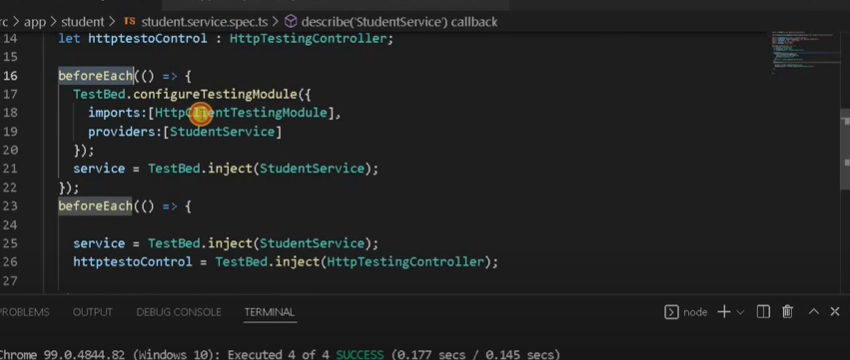 rc > app > student > TS student.service.spec.ts > describe('StudentService') callback
14 let httptestoControl : HttpTestingController;
15
16 beforeEach(() => {
17 TestBed.configureTestingModule({
18 imports:[HttpClientTestingModule],
19 providers:[StudentService]
20 });
21 service = TestBed.inject(StudentService);
22 });
23 beforeEach(() => {
24
25 service = TestBed.inject(StudentService);
26 httptestoControl = TestBed.inject(HttpTestingController);
27
PROBLEMS OUTPUT DEBUG CONSOLE TERMINAL node
Chrome 99.0.4844.82 (Windows 10): Executed 4 of 4 SUCCESS (0.177 secs / 0.145 secs)